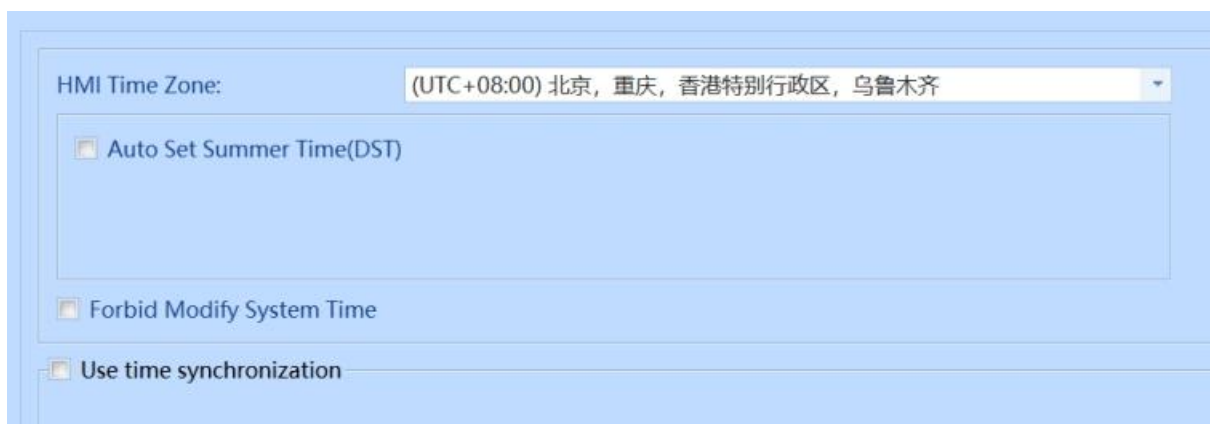 HMI Time Zone: (UTC+08:00) 北京，重庆，香港特别行政区，乌鲁木齐
Auto Set Summer Time(DST)
Forbid Modify System Time
Use time synchronization